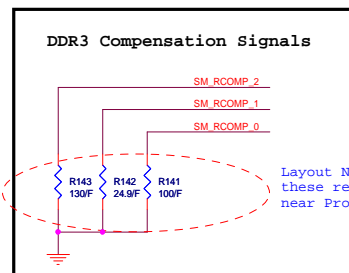 DDR3 Compensation Signals
SM_RCOMP_2
SM_RCOMP_1
SM_RCOMP_0
R143 R142 R141
130/F 24.9/F 100/F
Layout N
these re
near Pro